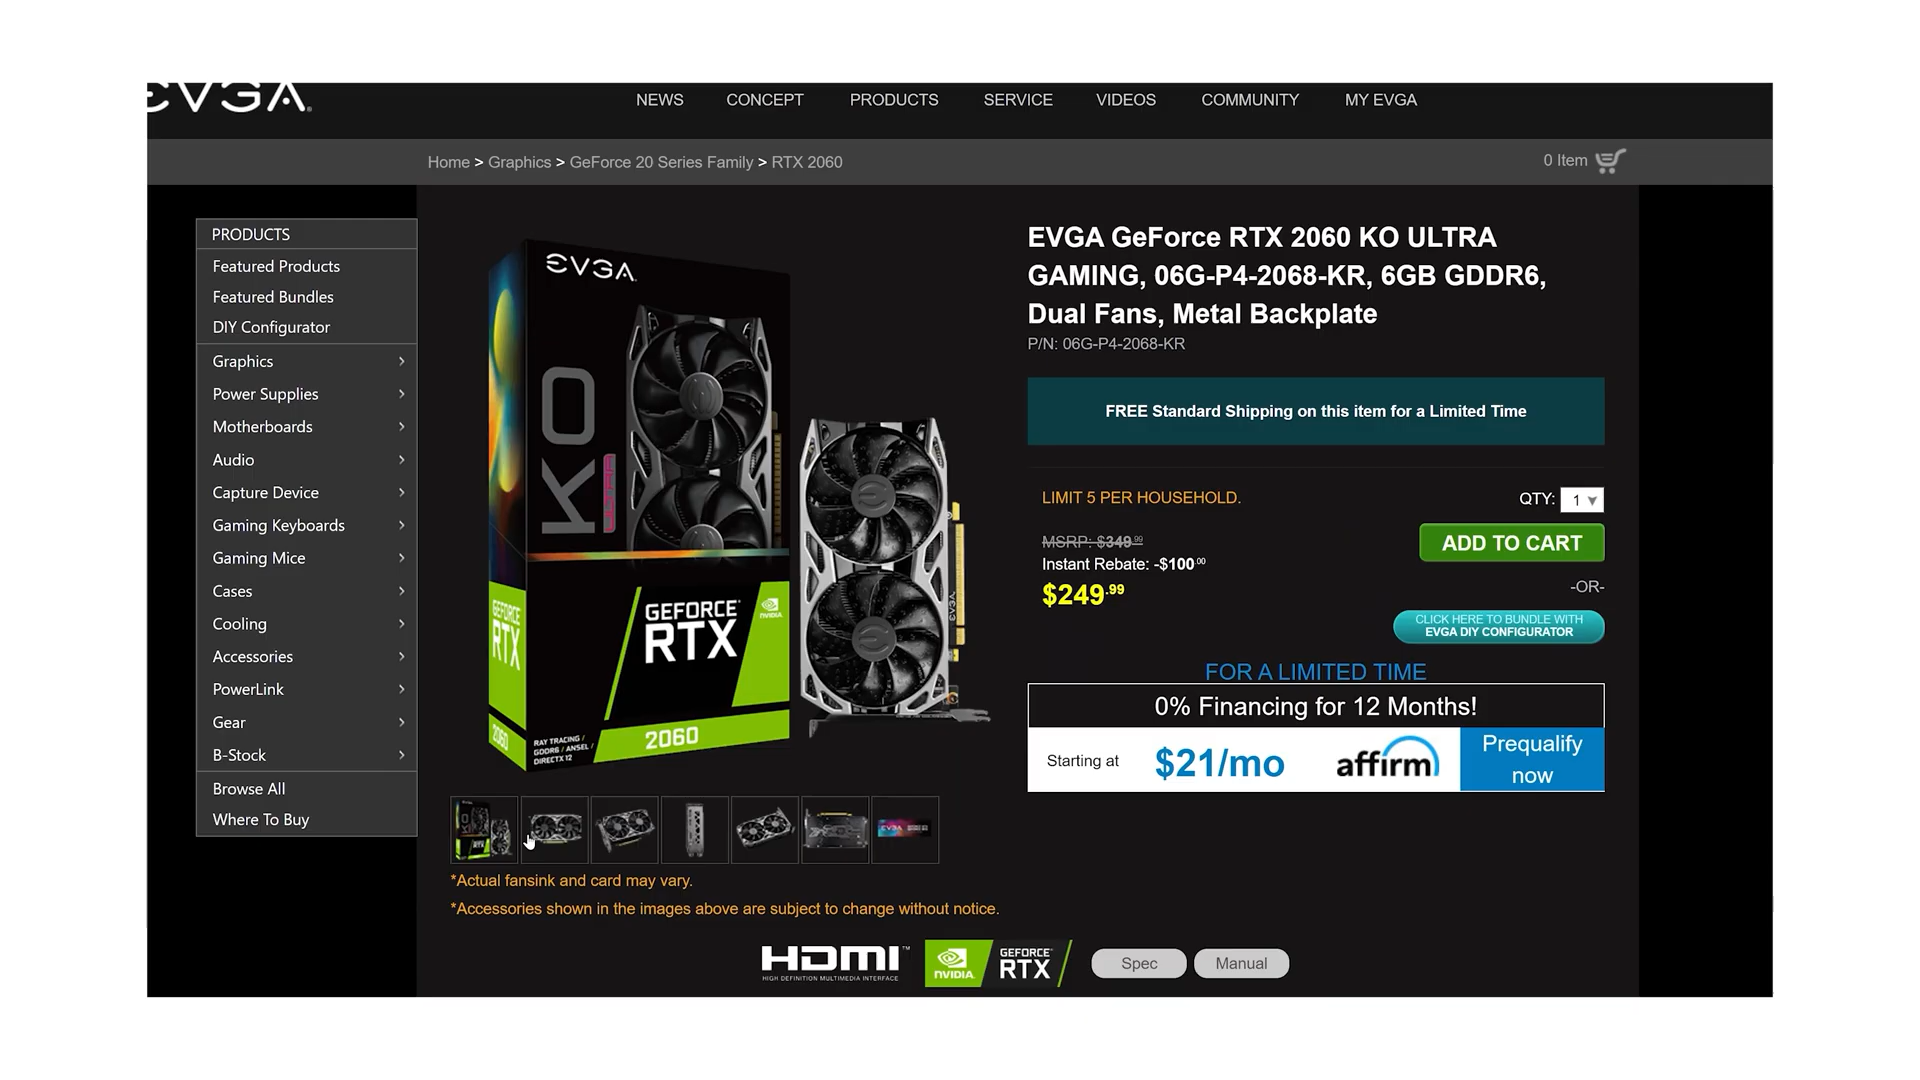 EVGA
NEWS CONCEPT PRODUCTS SERVICE VIDEOS COMMUNITY MY EVGA
Home > Graphics > GeForce 20 Series Family > RTX 2060
0 Item
PRODUCTS
Featured Products
Featured Bundles
DIY Configurator
Graphics
Power Supplies
Motherboards
Audio
Capture Device
Gaming Keyboards
Gaming Mice
Cases
Cooling
Accessories
PowerLink
Gear
B-Stock
Browse All
Where To Buy
EVGA
KO
ULTRA
GEFORCE
RTX
NVIDIA
GEFORCE
RTX
2060
RAY TRACING /
GDDR6 / ANSEL /
DIRECTX 12
2060
EVGA
*Actual fansink and card may vary.
*Accessories shown in the images above are subject to change without notice.
EVGA GeForce RTX 2060 KO ULTRA
GAMING, 06G-P4-2068-KR, 6GB GDDR6,
Dual Fans, Metal Backplate
P/N: 06G-P4-2068-KR
FREE Standard Shipping on this item for a Limited Time
LIMIT 5 PER HOUSEHOLD.
QTY: 1
MSRP: $349.99
Instant Rebate: -$100.00
$249.99
ADD TO CART
-OR-
CLICK HERE TO BUNDLE WITH
EVGA DIY CONFIGURATOR
FOR A LIMITED TIME
0% Financing for 12 Months!
Starting at $21/mo affirm
Prequalify
now
HDMI™
HIGH DEFINITION MULTIMEDIA INTERFACE
NVIDIA.
GEFORCE
RTX
Spec
Manual